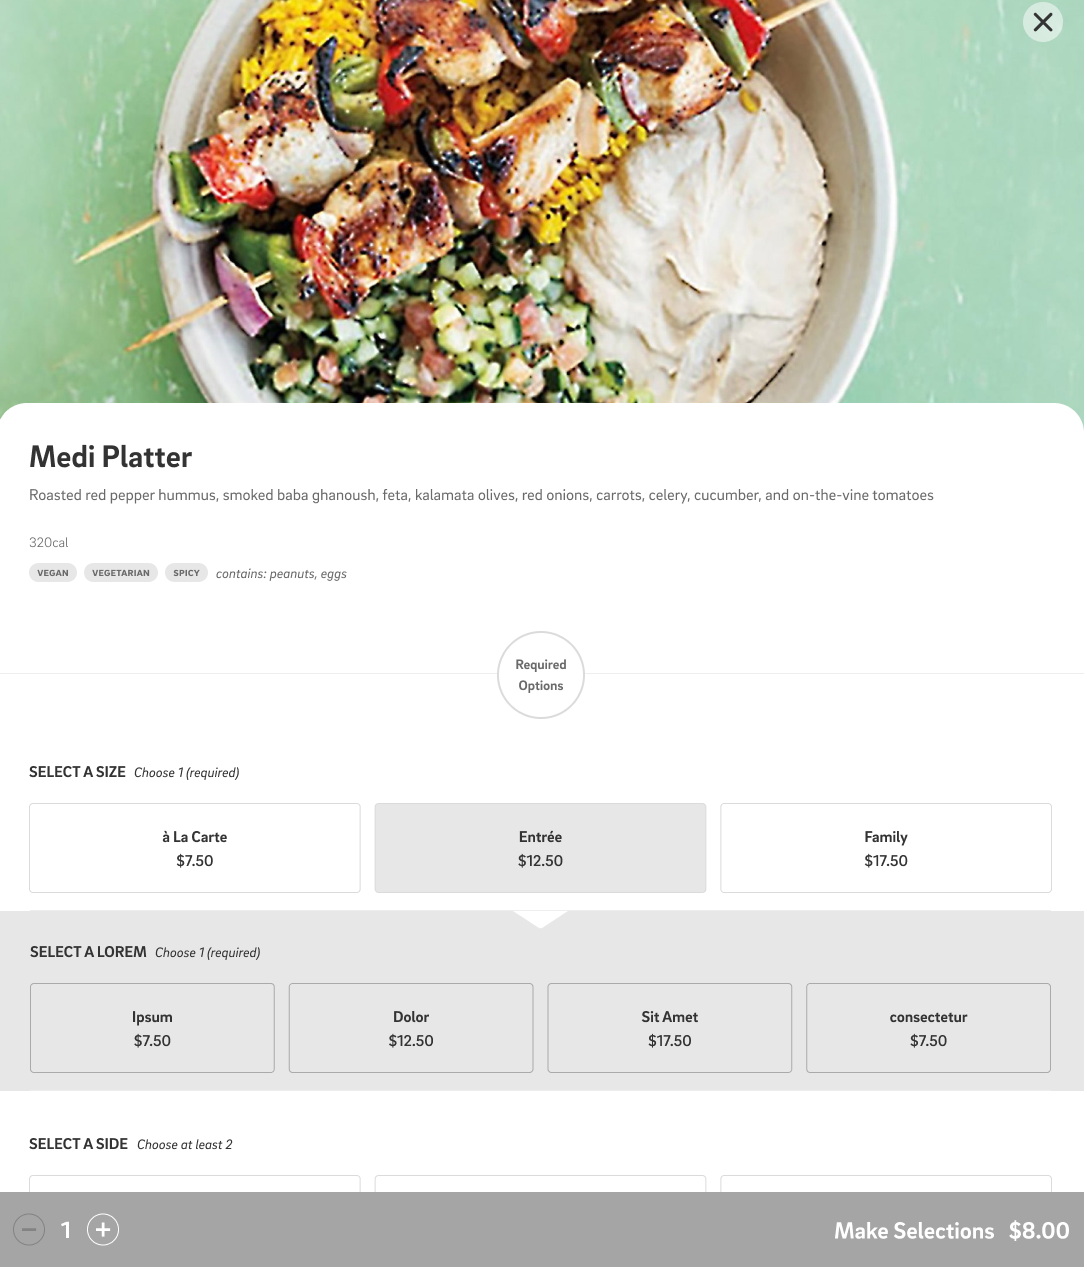 Medi Platter
Roasted red pepper hummus, smoked baba ghanoush, feta, kalamata olives, red onions, carrots, celery, cucumber, and on-the-vine tomatoes
320cal
VEGAN VEGETARIAN SPICY contains: peanuts, eggs
Required
Options
SELECT A SIZE Choose 1 (required)
à La Carte
$7.50
Entrée
$12.50
Family
$17.50
SELECT A LOREM Choose 1 (required)
Ipsum
$7.50
Dolor
$12.50
Sit Amet
$17.50
consectetur
$7.50
SELECT A SIDE Choose at least 2
1
Make Selections $8.00